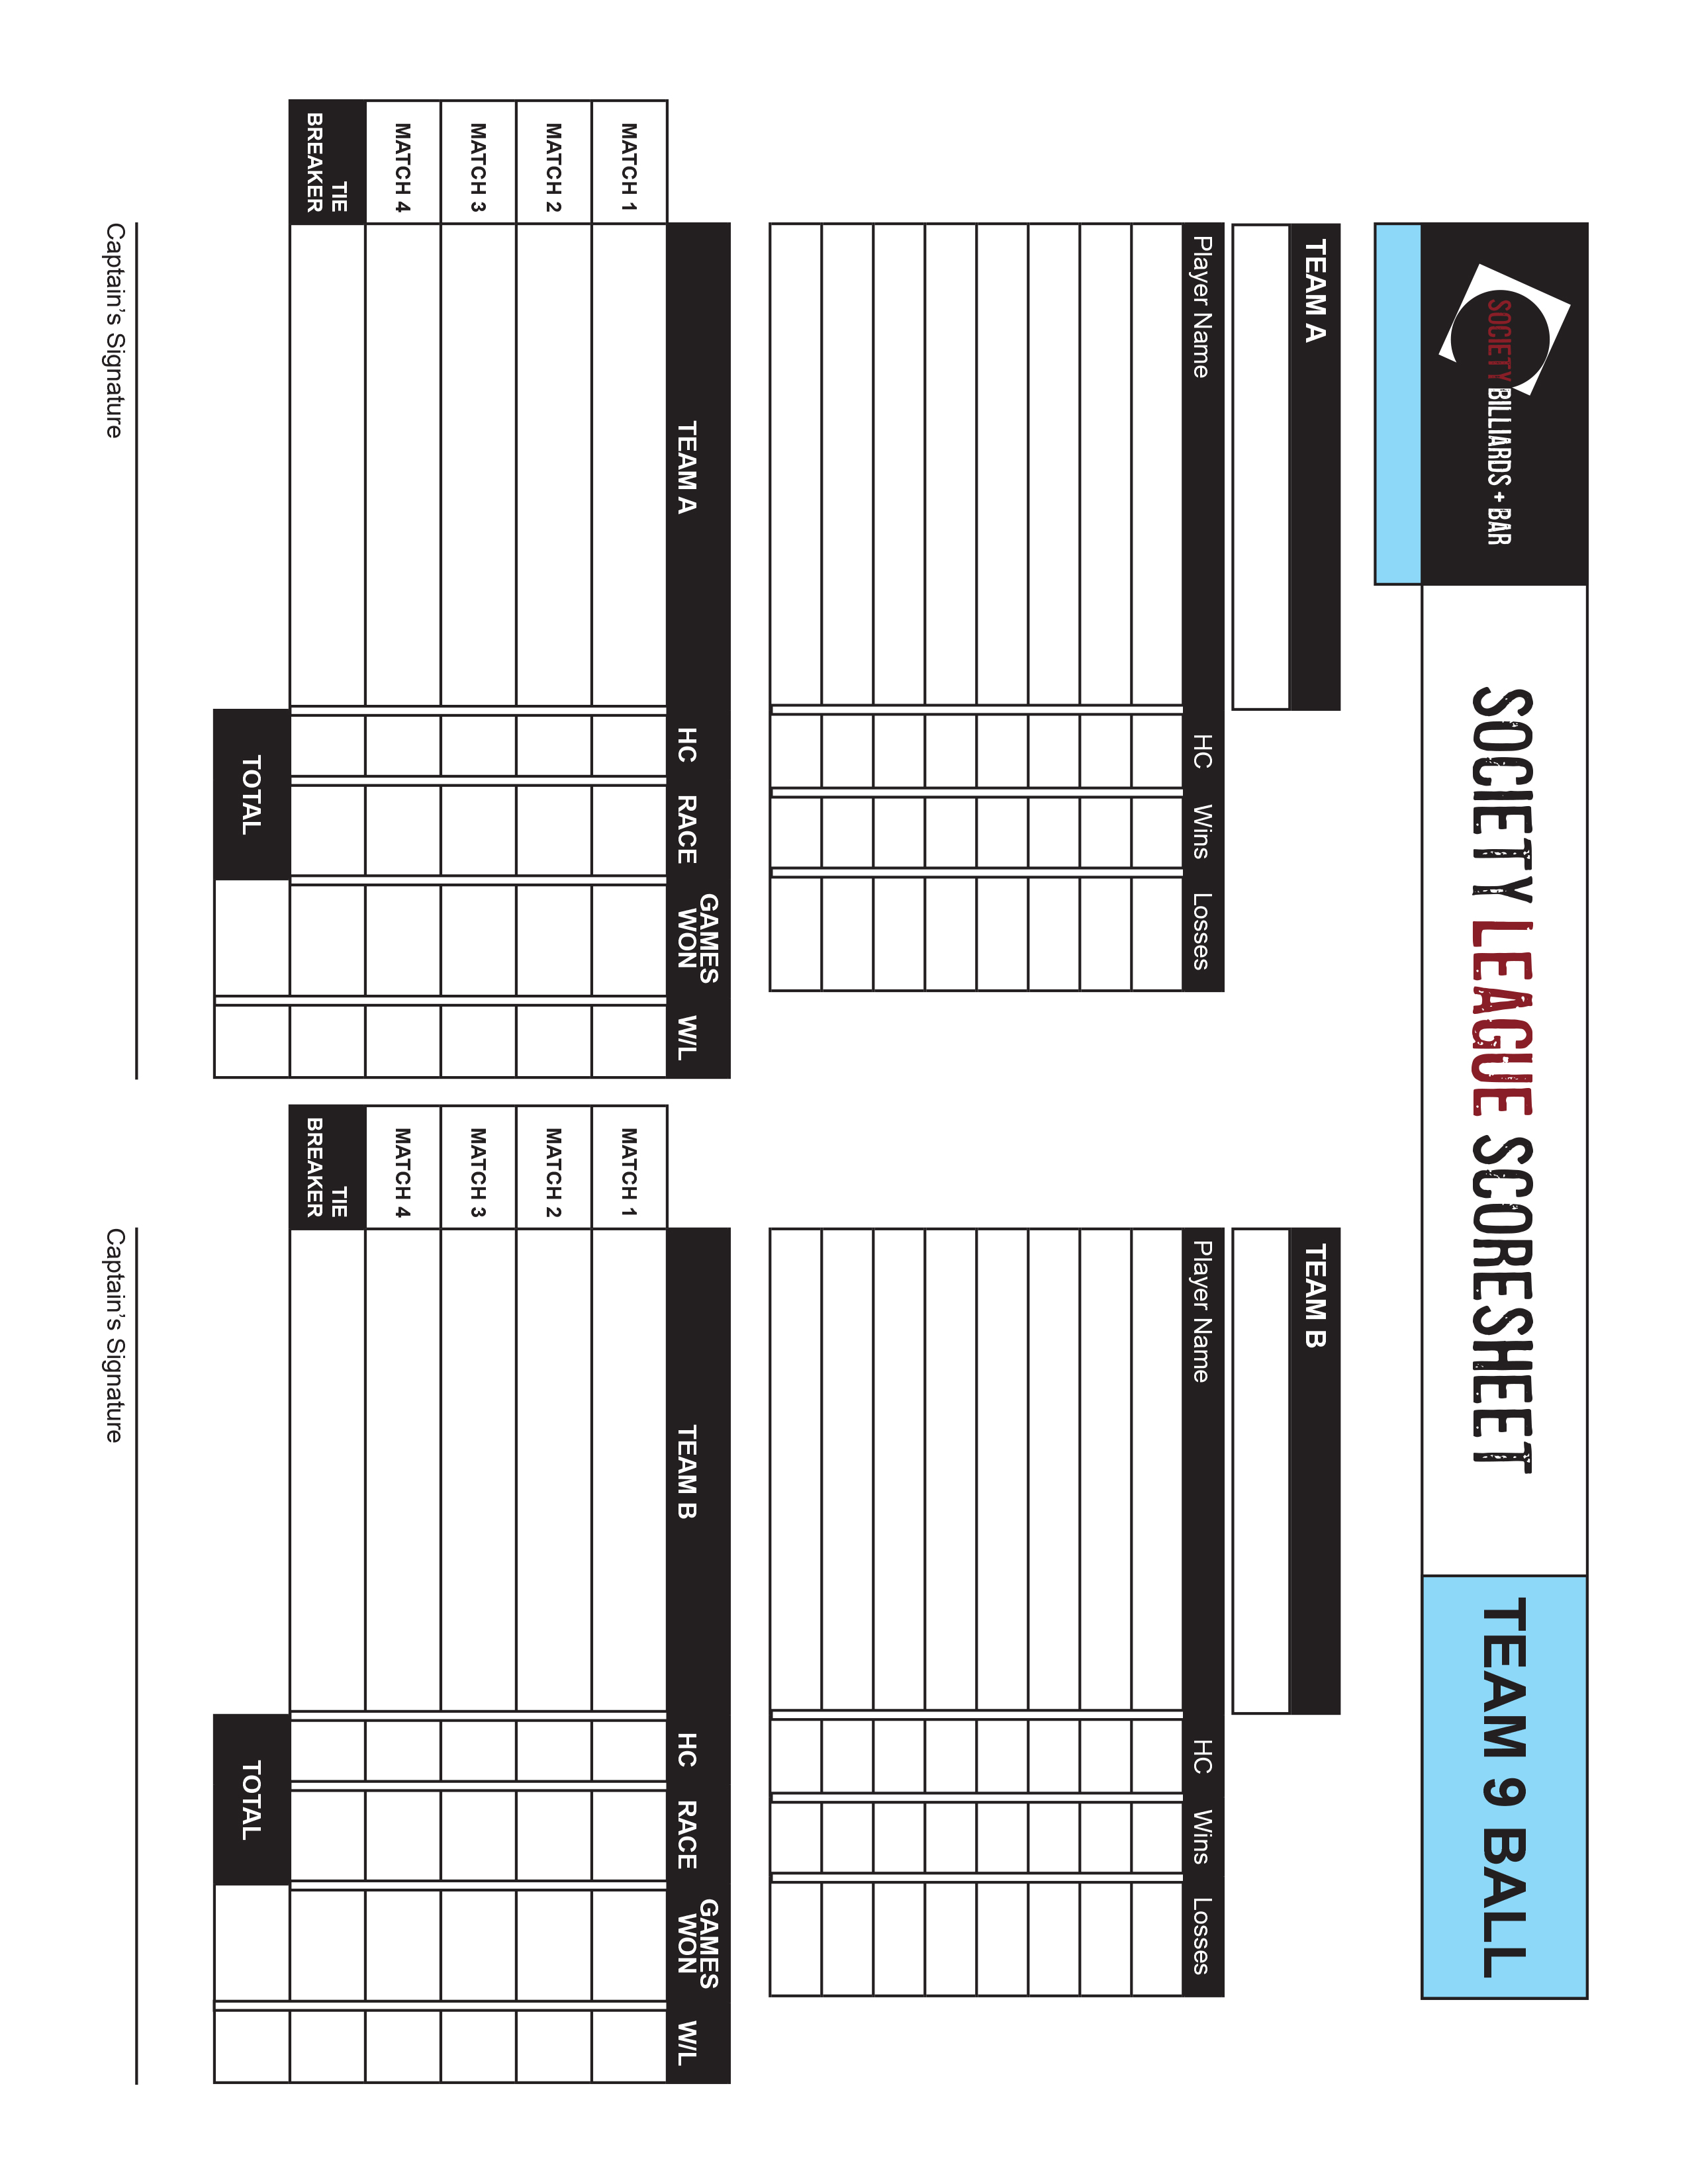 SOCIETY BILLIARDS + BAR
SOCIETY LEAGUE SCORESHEET
TEAM 9 BALL
TEAM A
Player Name HC Wins Losses
TEAM B
Player Name HC Wins Losses
TEAM A HC RACE GAMES WON W/L
MATCH 1
MATCH 2
MATCH 3
MATCH 4
TIE
BREAKER
TOTAL
Captain's Signature
TEAM B HC RACE GAMES WON W/L
MATCH 1
MATCH 2
MATCH 3
MATCH 4
TIE
BREAKER
TOTAL
Captain's Signature